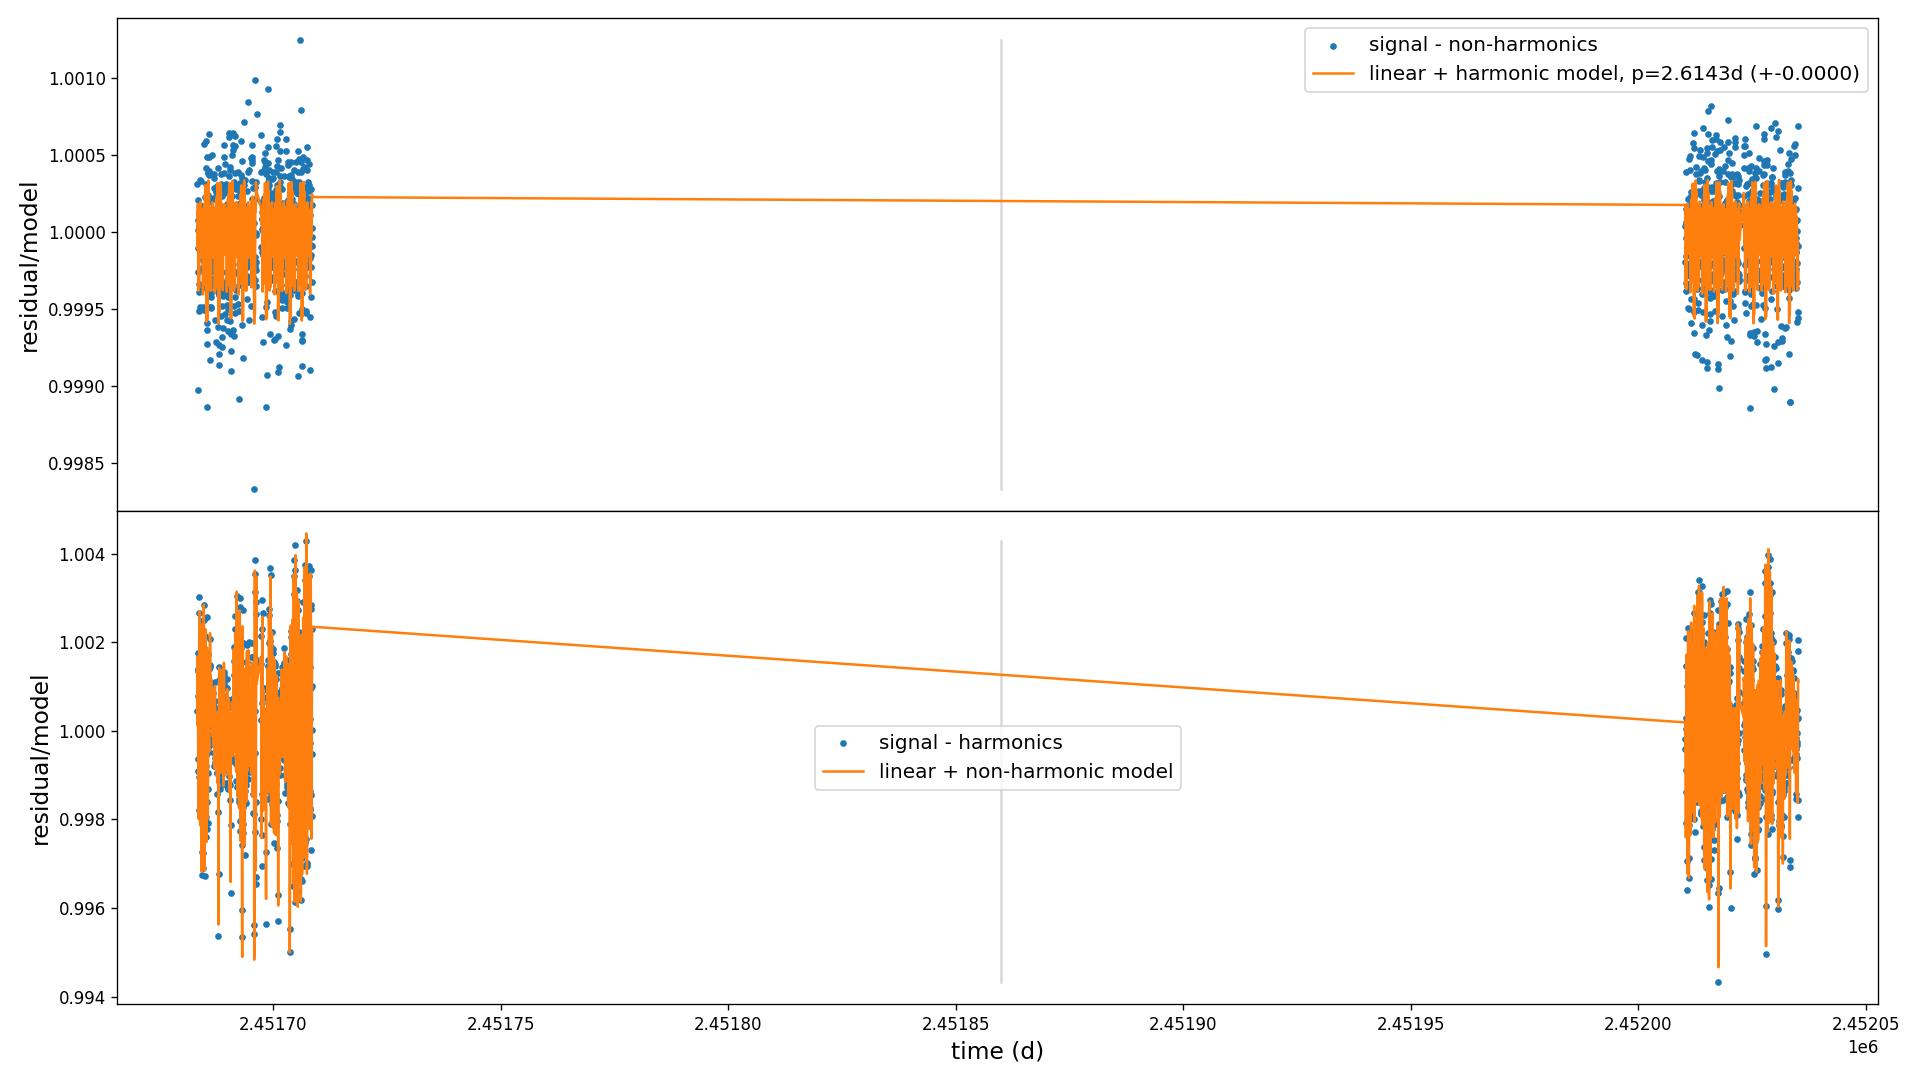 signal - non-harmonics
linear + harmonic model, p=2.6143d (+-0.0000)
1.0010
1.0005
1.0000
0.9995
0.9990
0.9985
residual/model
1.004
1.002
1.000
0.998
0.996
0.994
residual/model
signal - harmonics
linear + non-harmonic model
2.45170 2.45175 2.45180 2.45185 2.45190 2.45195 2.45200 2.45205
1e6
time (d)